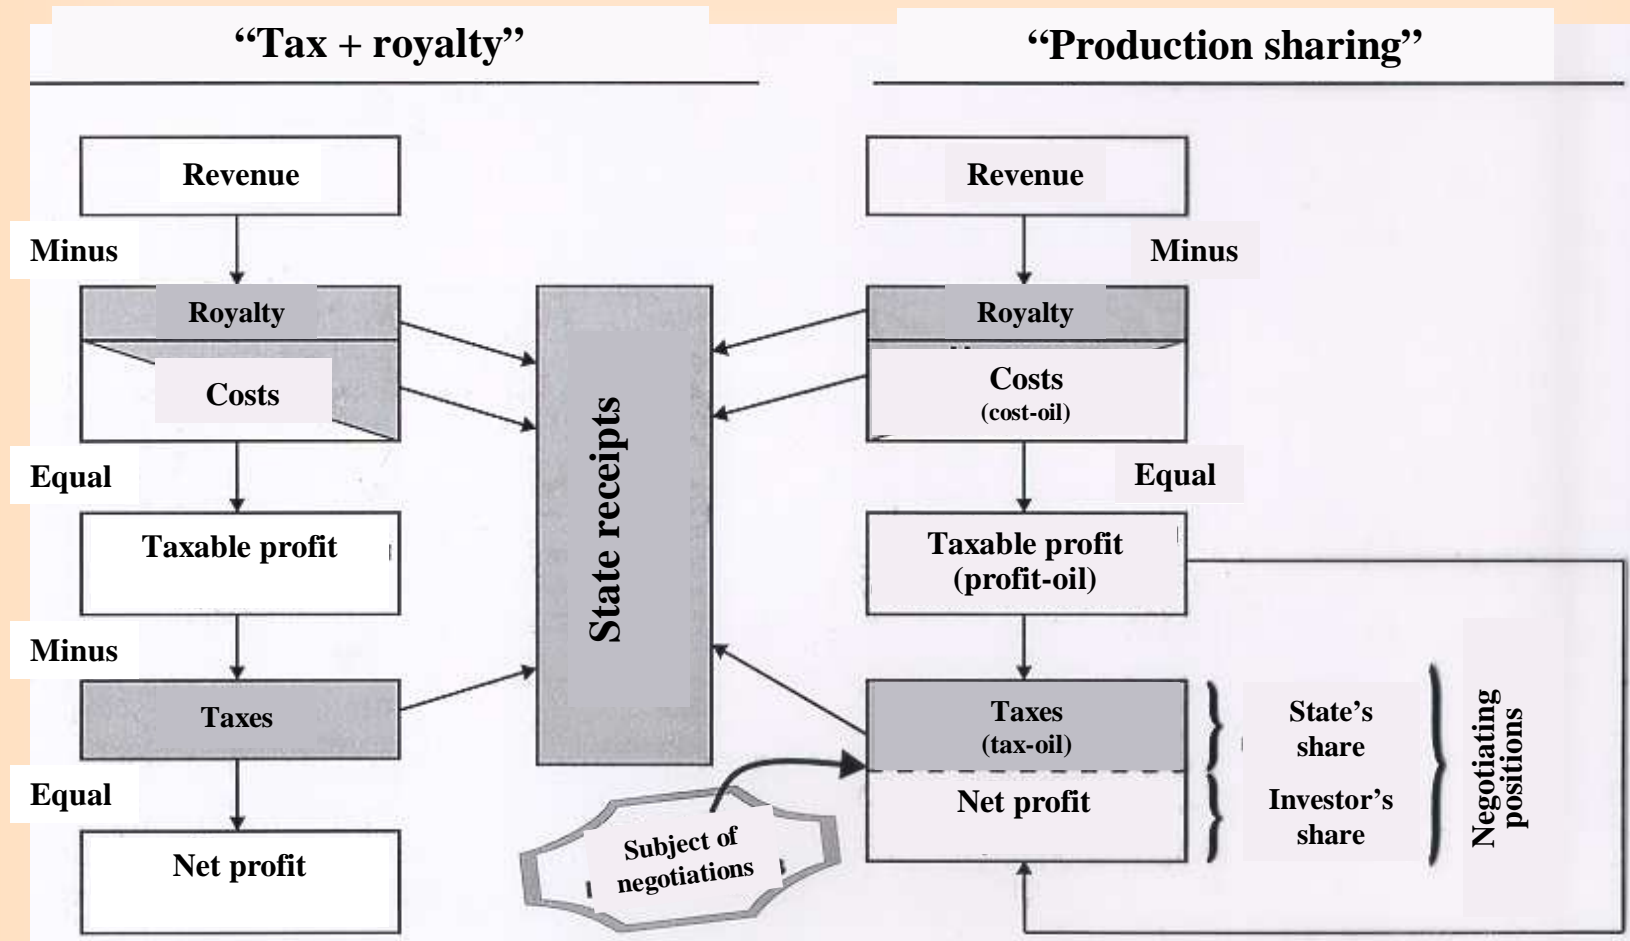 “Tax + royalty”
Revenue
Minus
Royalty
Costs
Equal
Taxable profit
Minus
Taxes
Equal
Net profit
State receipts
“Production sharing”
Revenue
Minus
Royalty
Costs
(cost-oil)
Equal
Taxable profit
(profit-oil)
Taxes
(tax-oil)
Net profit
State’s
share
Investor’s
share
Negotiating
positions
Subject of
negotiations